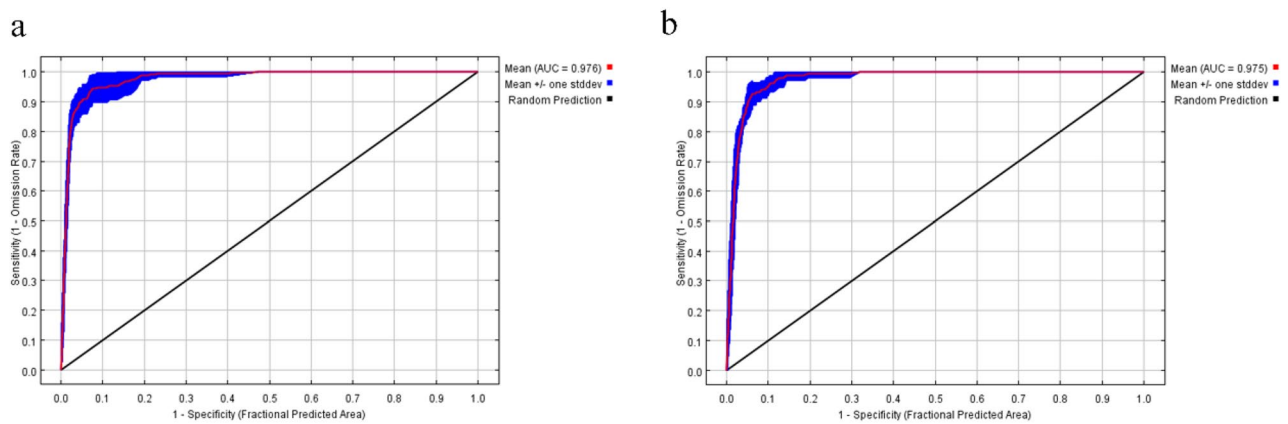 a
Mean (AUC = 0.976)
Mean +/- one stddev
Random Prediction
Sensitivity (1 - Omission Rate)
1.0
0.9
0.8
0.7
0.6
0.5
0.4
0.3
0.2
0.1
0.0
0.0 0.1 0.2 0.3 0.4 0.5 0.6 0.7 0.8 0.9 1.0
1 - Specificity (Fractional Predicted Area)
b
Mean (AUC = 0.975)
Mean +/- one stddev
Random Prediction
Sensitivity (1 - Omission Rate)
1.0
0.9
0.8
0.7
0.6
0.5
0.4
0.3
0.2
0.1
0.0
0.0 0.1 0.2 0.3 0.4 0.5 0.6 0.7 0.8 0.9 1.0
1 - Specificity (Fractional Predicted Area)